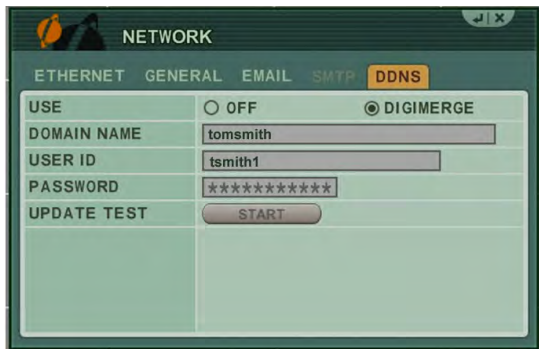 NETWORK
ETHERNET GENERAL EMAIL SMTP DDNS
USE OFF DIGIMERGE
DOMAIN NAME tomsmith
USER ID tsmith1
PASSWORD ***********
UPDATE TEST START